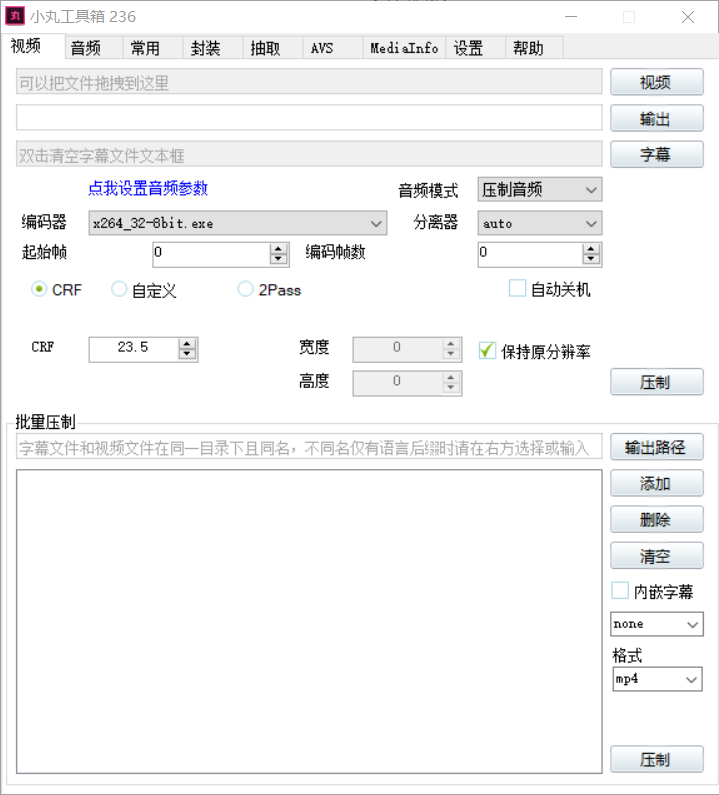 丸 小丸工具箱 236
视频 音频 常用 封装 抽取 AVS MediaInfo 设置 帮助
可以把文件拖拽到这里 视频
输出
双击清空字幕文件文本框 字幕
点我设置音频参数 音频模式 压制音频
编码器 x264_32-8bit.exe 分离器 auto
起始帧 0 编码帧数 0
CRF 自定义 2Pass 自动关机
CRF 23.5 宽度 0 保持原分辨率
高度 0 压制
批量压制
字幕文件和视频文件在同一目录下且同名，不同名仅有语言后缀时请在右方选择或输入 输出路径
添加
删除
清空
内嵌字幕
none
格式
mp4
压制